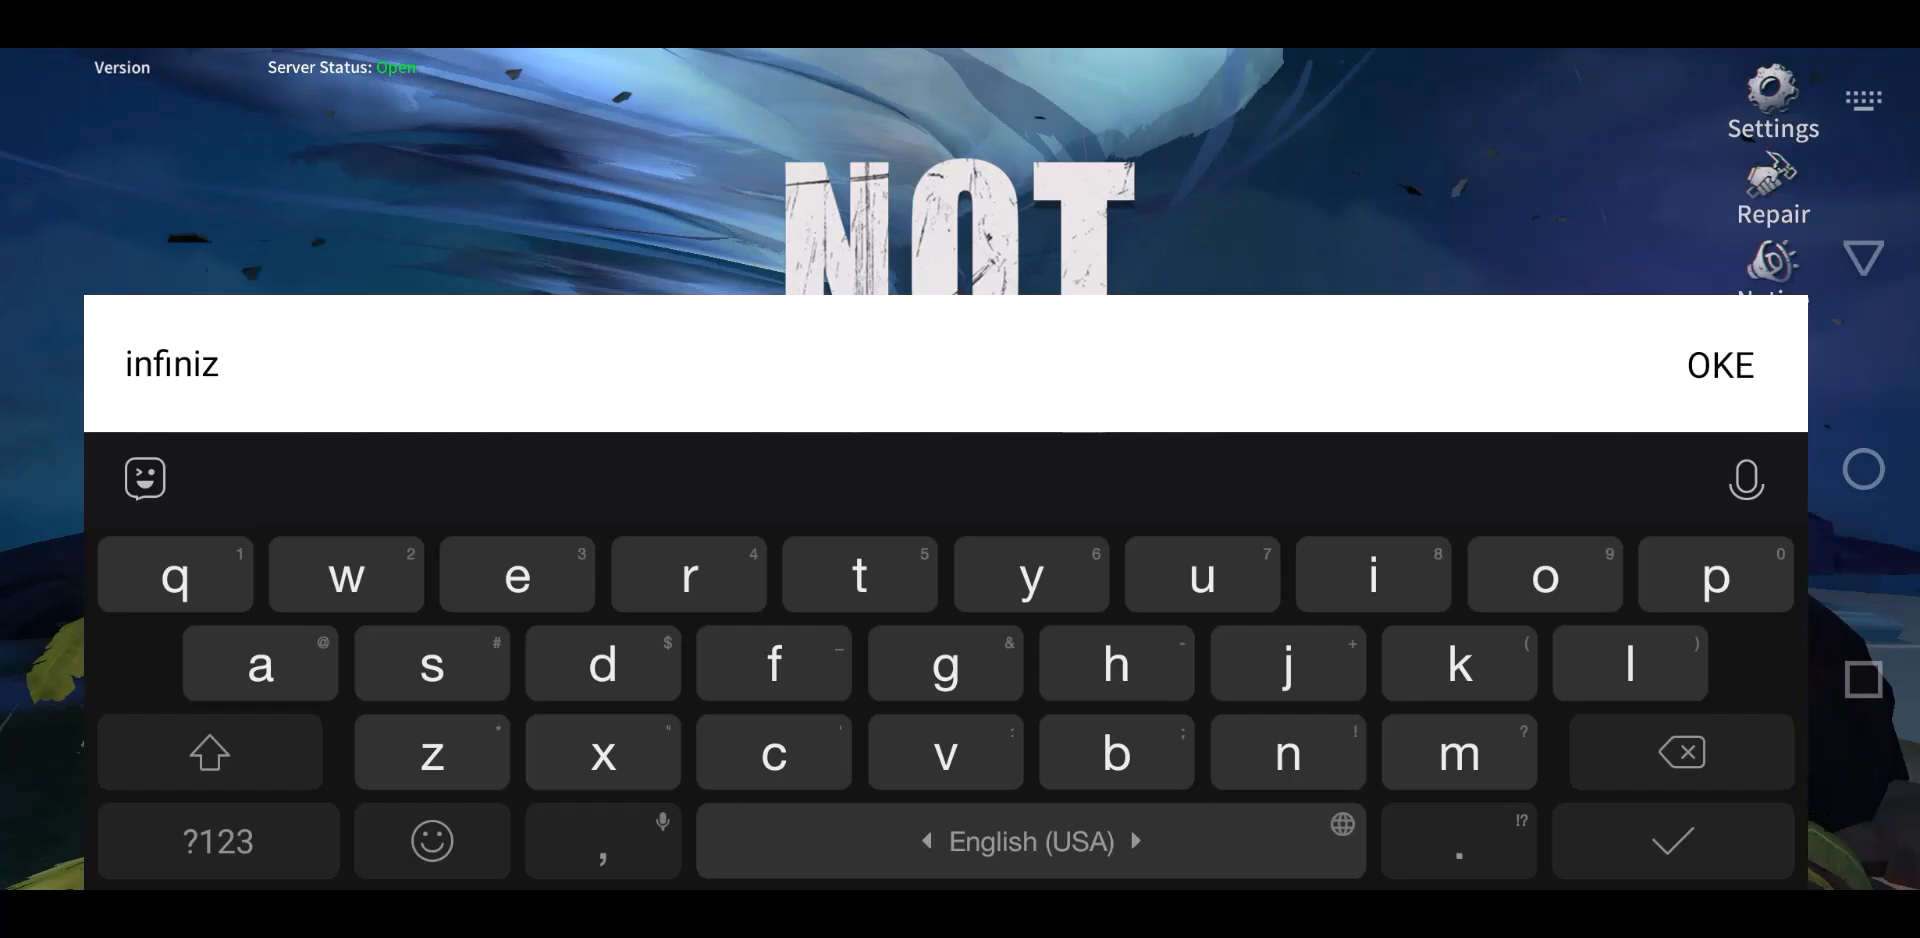 Version Server Status: Open
Settings
NOT
Repair
infiniz OKE
q 1 w 2 e 3 r 4 t 5 y 6 u 7 i 8 o 9 p 0
a @ s # d $ f _ g & h - j + k ( l )
z * x " c ' v : b ; n ! m ?
?123 , English (USA) . !?